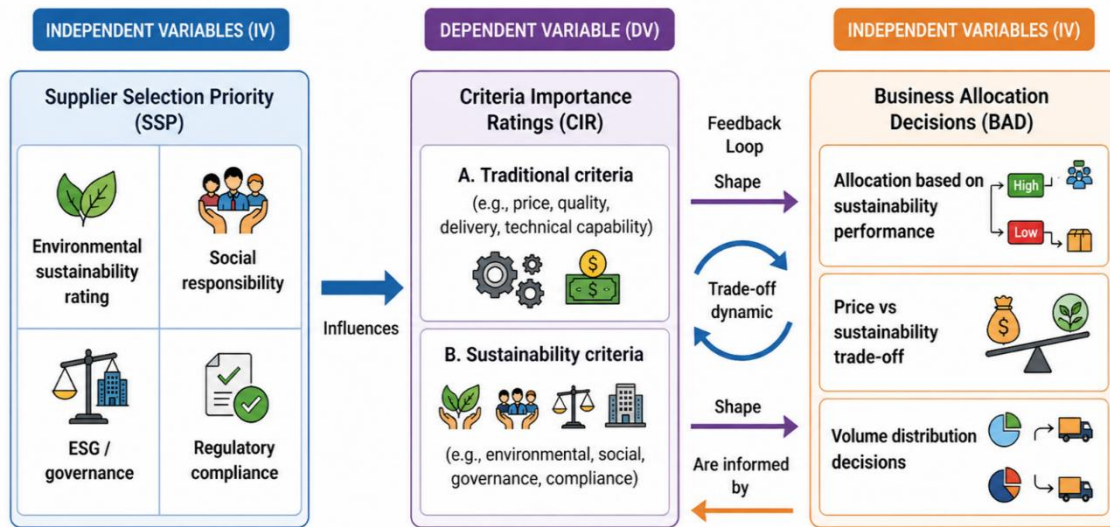 INDEPENDENT VARIABLES (IV)
DEPENDENT VARIABLE (DV)
INDEPENDENT VARIABLES (IV)
Supplier Selection Priority
(SSP)
Environmental
sustainability
rating
Social
responsibility
ESG /
governance
Regulatory
compliance
Influences
Criteria Importance
Ratings (CIR)
A. Traditional criteria
(e.g., price, quality,
delivery, technical capability)
$
$ $
B. Sustainability criteria
(e.g., environmental, social,
governance, compliance)
Feedback
Loop
Shape
Trade-off
dynamic
Shape
Are informed
by
Business Allocation
Decisions (BAD)
Allocation based on
sustainability
performance
High
Low
Price vs
sustainability
trade-off
$
Volume distribution
decisions